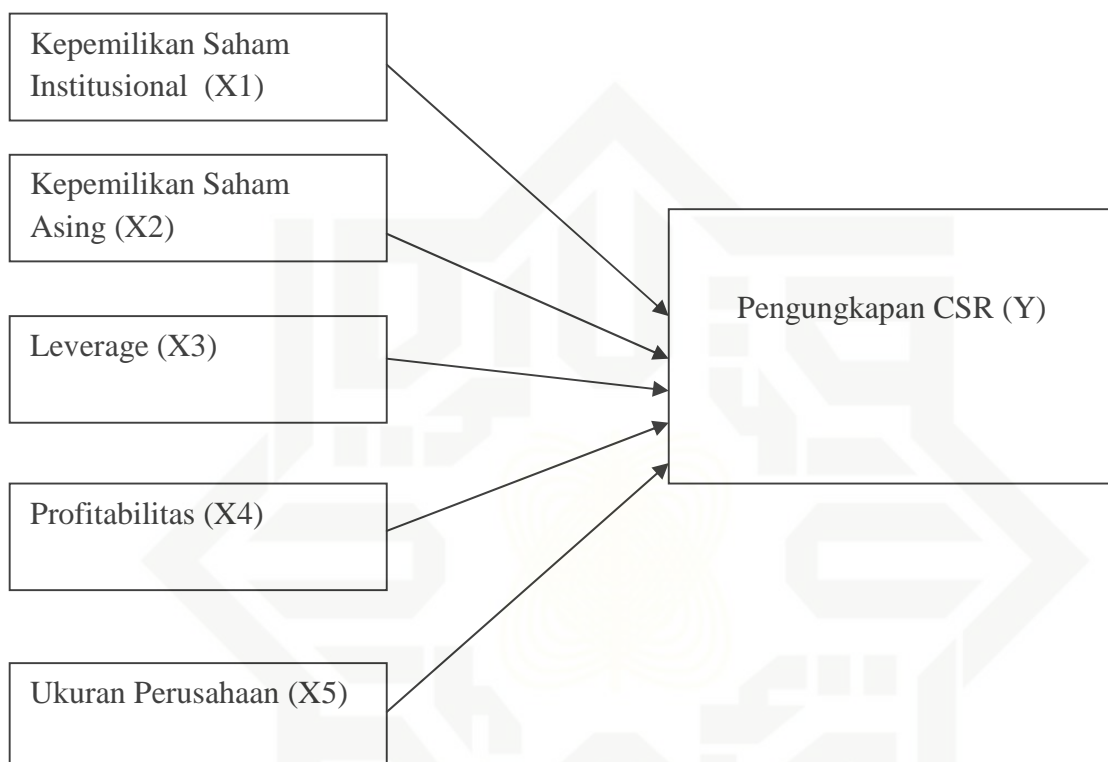 Kepemilikan Saham
Institusional (X1)
Kepemilikan Saham
Asing (X2)
Leverage (X3)
Pengungkapan CSR (Y)
Profitabilitas (X4)
Ukuran Perusahaan (X5)